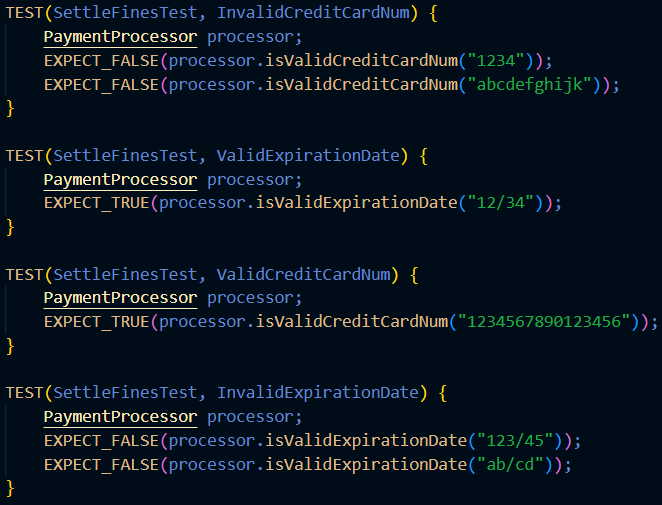 TEST(SettleFinesTest, InvalidCreditCardNum) {
    PaymentProcessor processor;
    EXPECT_FALSE(processor.isValidCreditCardNum("1234"));
    EXPECT_FALSE(processor.isValidCreditCardNum("abcdefghijk"));
}

TEST(SettleFinesTest, ValidExpirationDate) {
    PaymentProcessor processor;
    EXPECT_TRUE(processor.isValidExpirationDate("12/34"));
}

TEST(SettleFinesTest, ValidCreditCardNum) {
    PaymentProcessor processor;
    EXPECT_TRUE(processor.isValidCreditCardNum("1234567890123456"));
}

TEST(SettleFinesTest, InvalidExpirationDate) {
    PaymentProcessor processor;
    EXPECT_FALSE(processor.isValidExpirationDate("123/45"));
    EXPECT_FALSE(processor.isValidExpirationDate("ab/cd"));
}